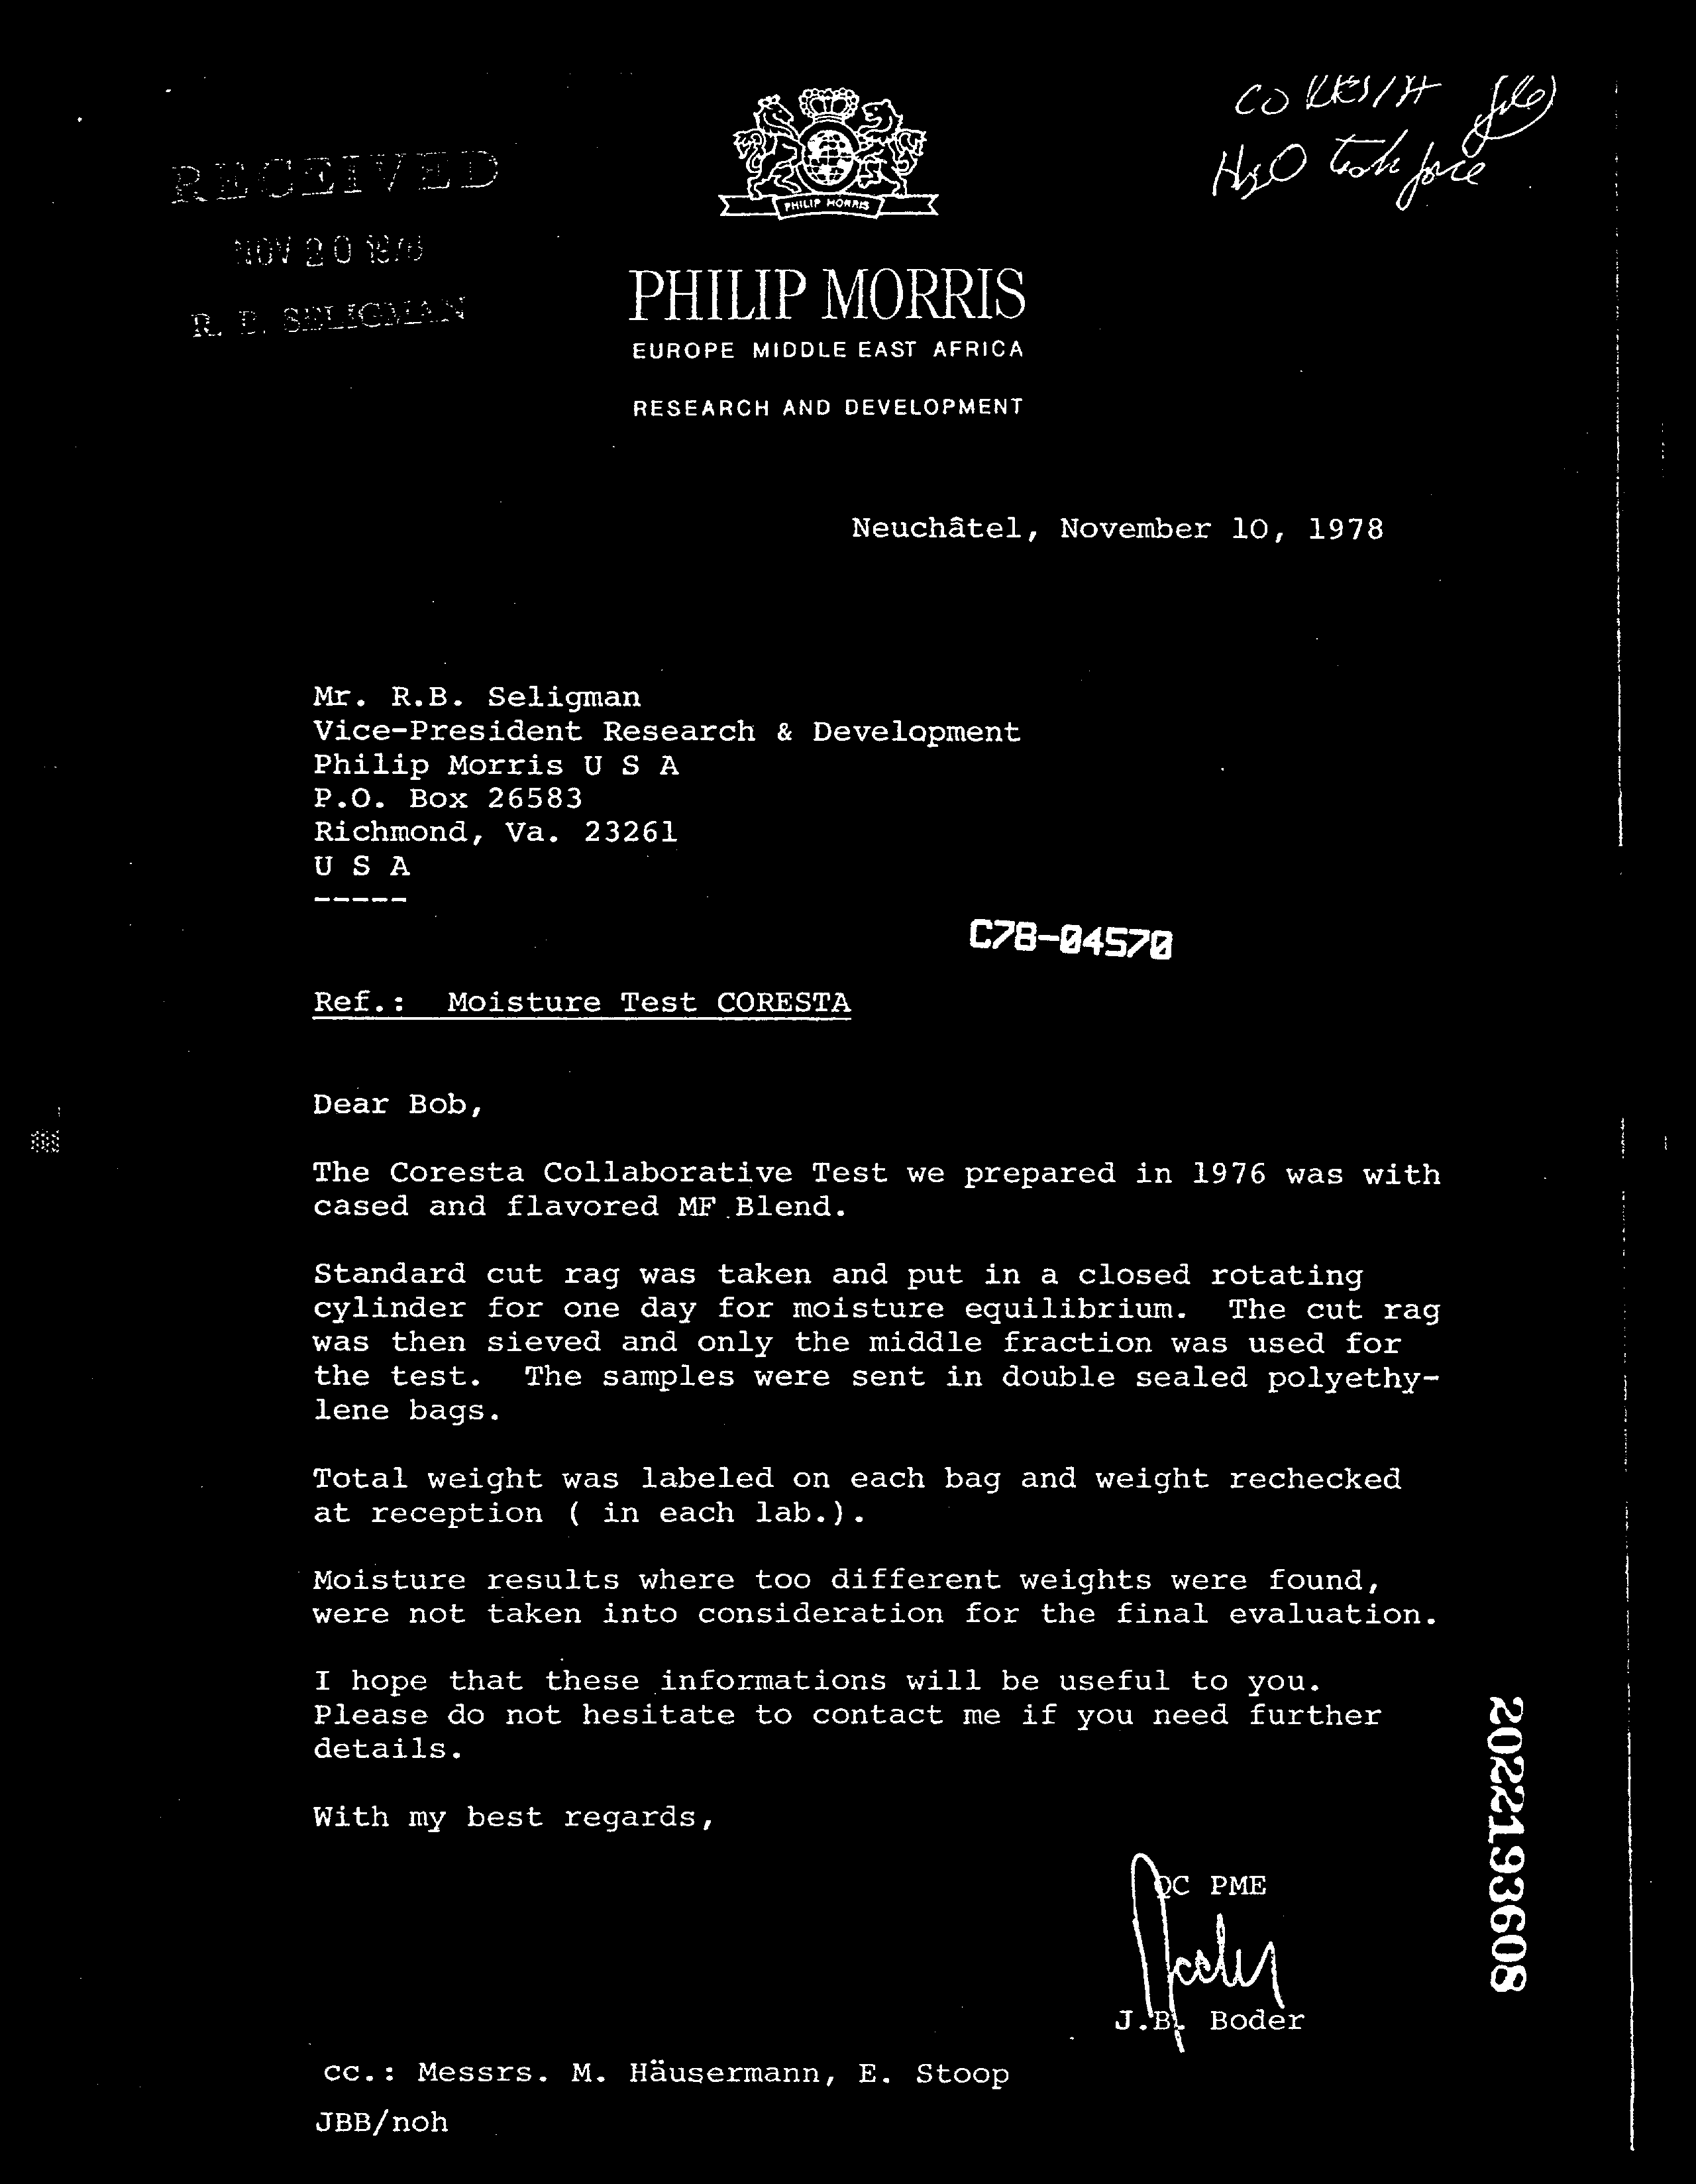 CORESTA file
H2O task force
RECEIVED
NOV 20 1978
R. B. SELIGMAN
PHILIP MORRIS
PHILIP MORRIS
EUROPE MIDDLE EAST AFRICA
RESEARCH AND DEVELOPMENT
Neuchâtel, November 10, 1978
Mr. R.B. Seligman
Vice-President Research & Development
Philip Morris U S A
P.O. Box 26583
Richmond, Va. 23261
U S A
-----
C78-04570
Ref.: Moisture Test CORESTA
Dear Bob,
The Coresta Collaborative Test we prepared in 1976 was with
cased and flavored MF Blend.
Standard cut rag was taken and put in a closed rotating
cylinder for one day for moisture equilibrium. The cut rag
was then sieved and only the middle fraction was used for
the test. The samples were sent in double sealed polyethy-
lene bags.
Total weight was labeled on each bag and weight rechecked
at reception ( in each lab.).
Moisture results where too different weights were found,
were not taken into consideration for the final evaluation.
I hope that these informations will be useful to you.
Please do not hesitate to contact me if you need further
details.
With my best regards,
QC PME
J.B. Boder
cc.: Messrs. M. Häusermann, E. Stoop
JBB/noh
2022193608